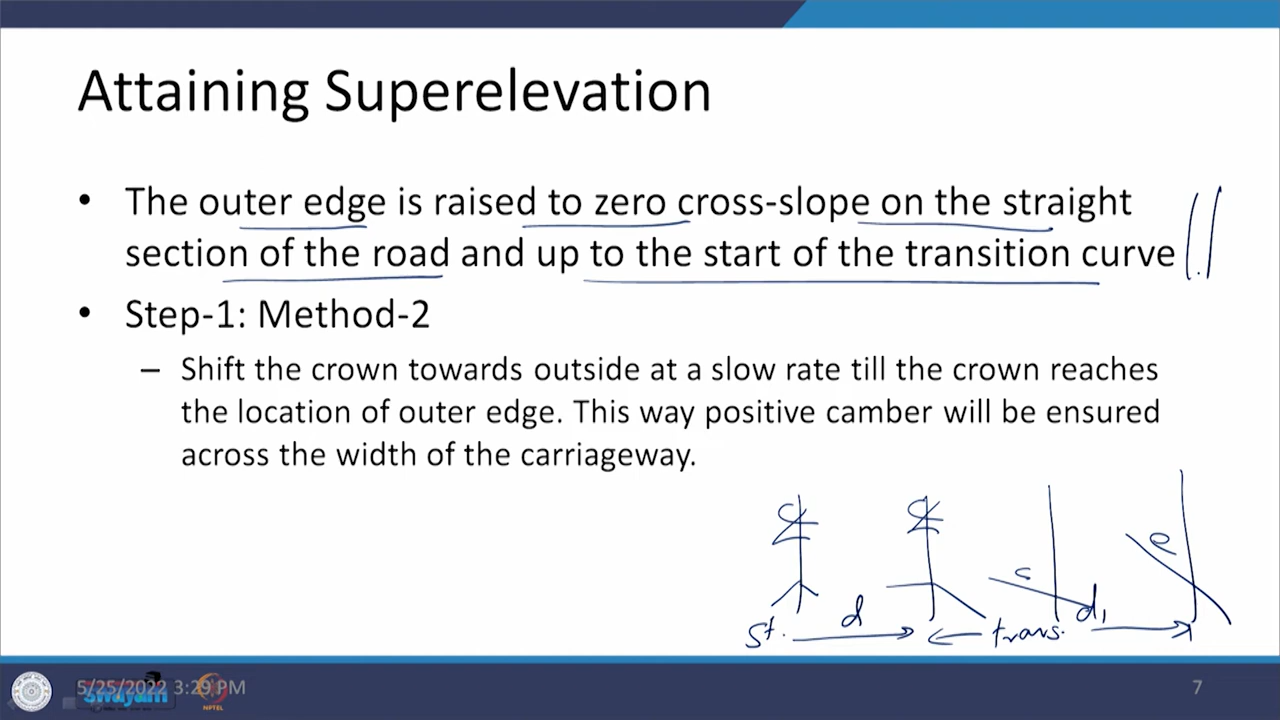 Attaining Superelevation
• The outer edge is raised to zero cross-slope on the straight
section of the road and up to the start of the transition curve
• Step-1: Method-2
– Shift the crown towards outside at a slow rate till the crown reaches
the location of outer edge. This way positive camber will be ensured
across the width of the carriageway.
c e
St. d trans. d1
5/25/2022 3:29 PM
swayam
NPTEL
7